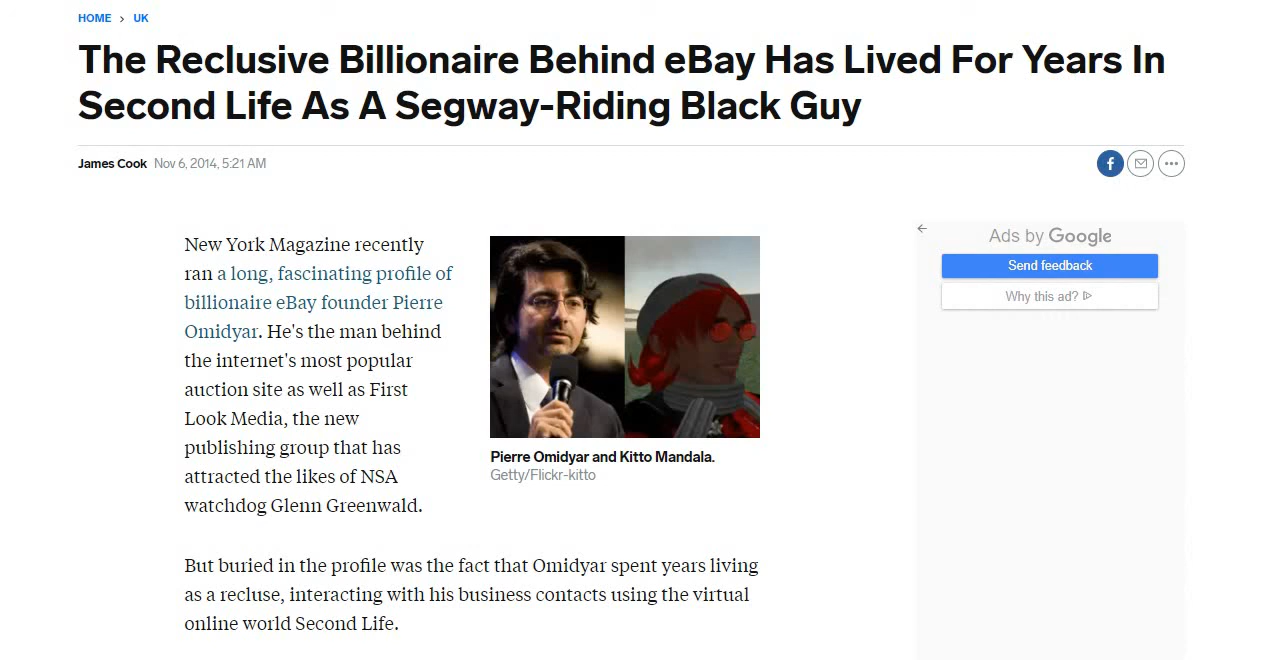 HOME > UK
The Reclusive Billionaire Behind eBay Has Lived For Years In
Second Life As A Segway-Riding Black Guy
James Cook Nov 6, 2014, 5:21 AM
New York Magazine recently
ran a long, fascinating profile of
billionaire eBay founder Pierre
Omidyar. He's the man behind
the internet's most popular
auction site as well as First
Look Media, the new
publishing group that has
attracted the likes of NSA
watchdog Glenn Greenwald.
Pierre Omidyar and Kitto Mandala.
Getty/Flickr-kitto
But buried in the profile was the fact that Omidyar spent years living
as a recluse, interacting with his business contacts using the virtual
online world Second Life.
Ads by Google
Send feedback
Why this ad?